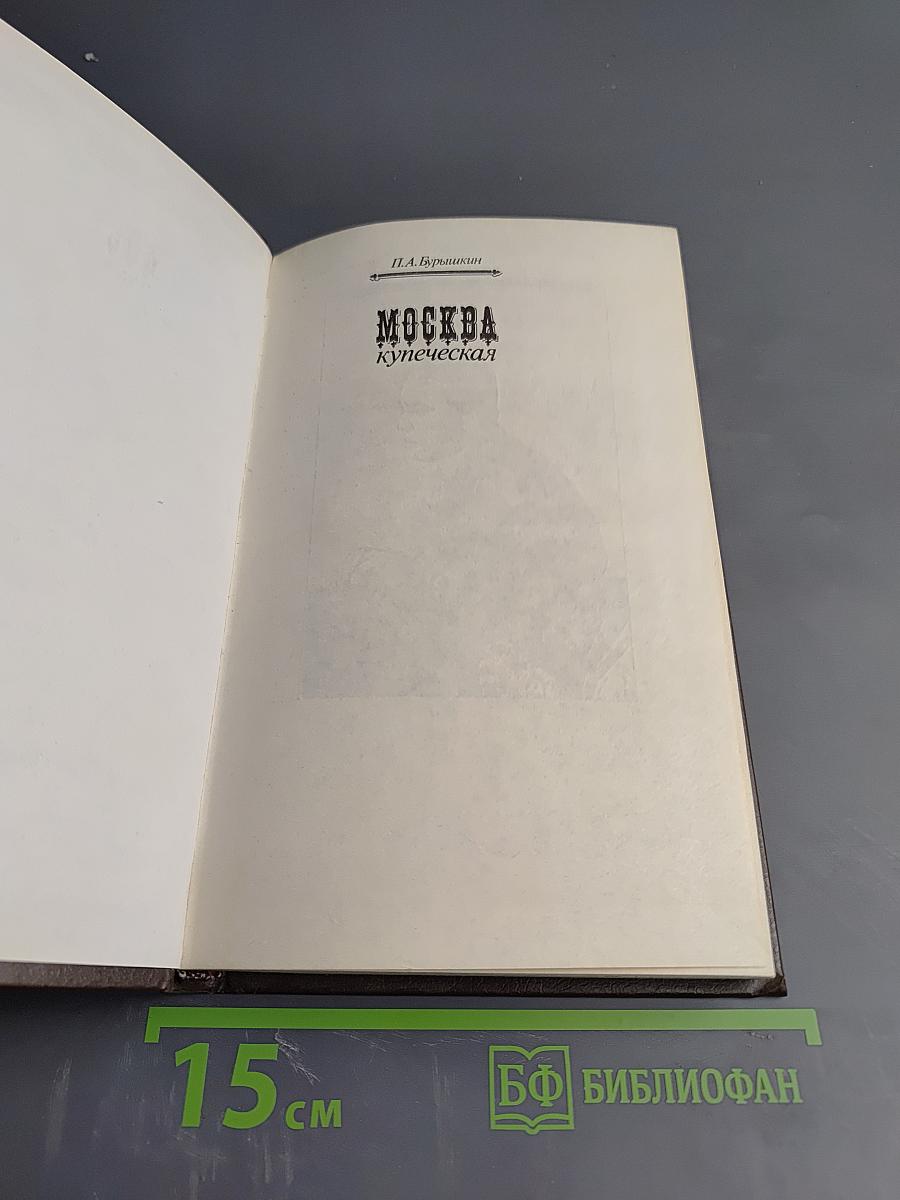 П.А.Бурышкин
МОСКВА
купеческая
15 см
БФ БИБЛИОФАН